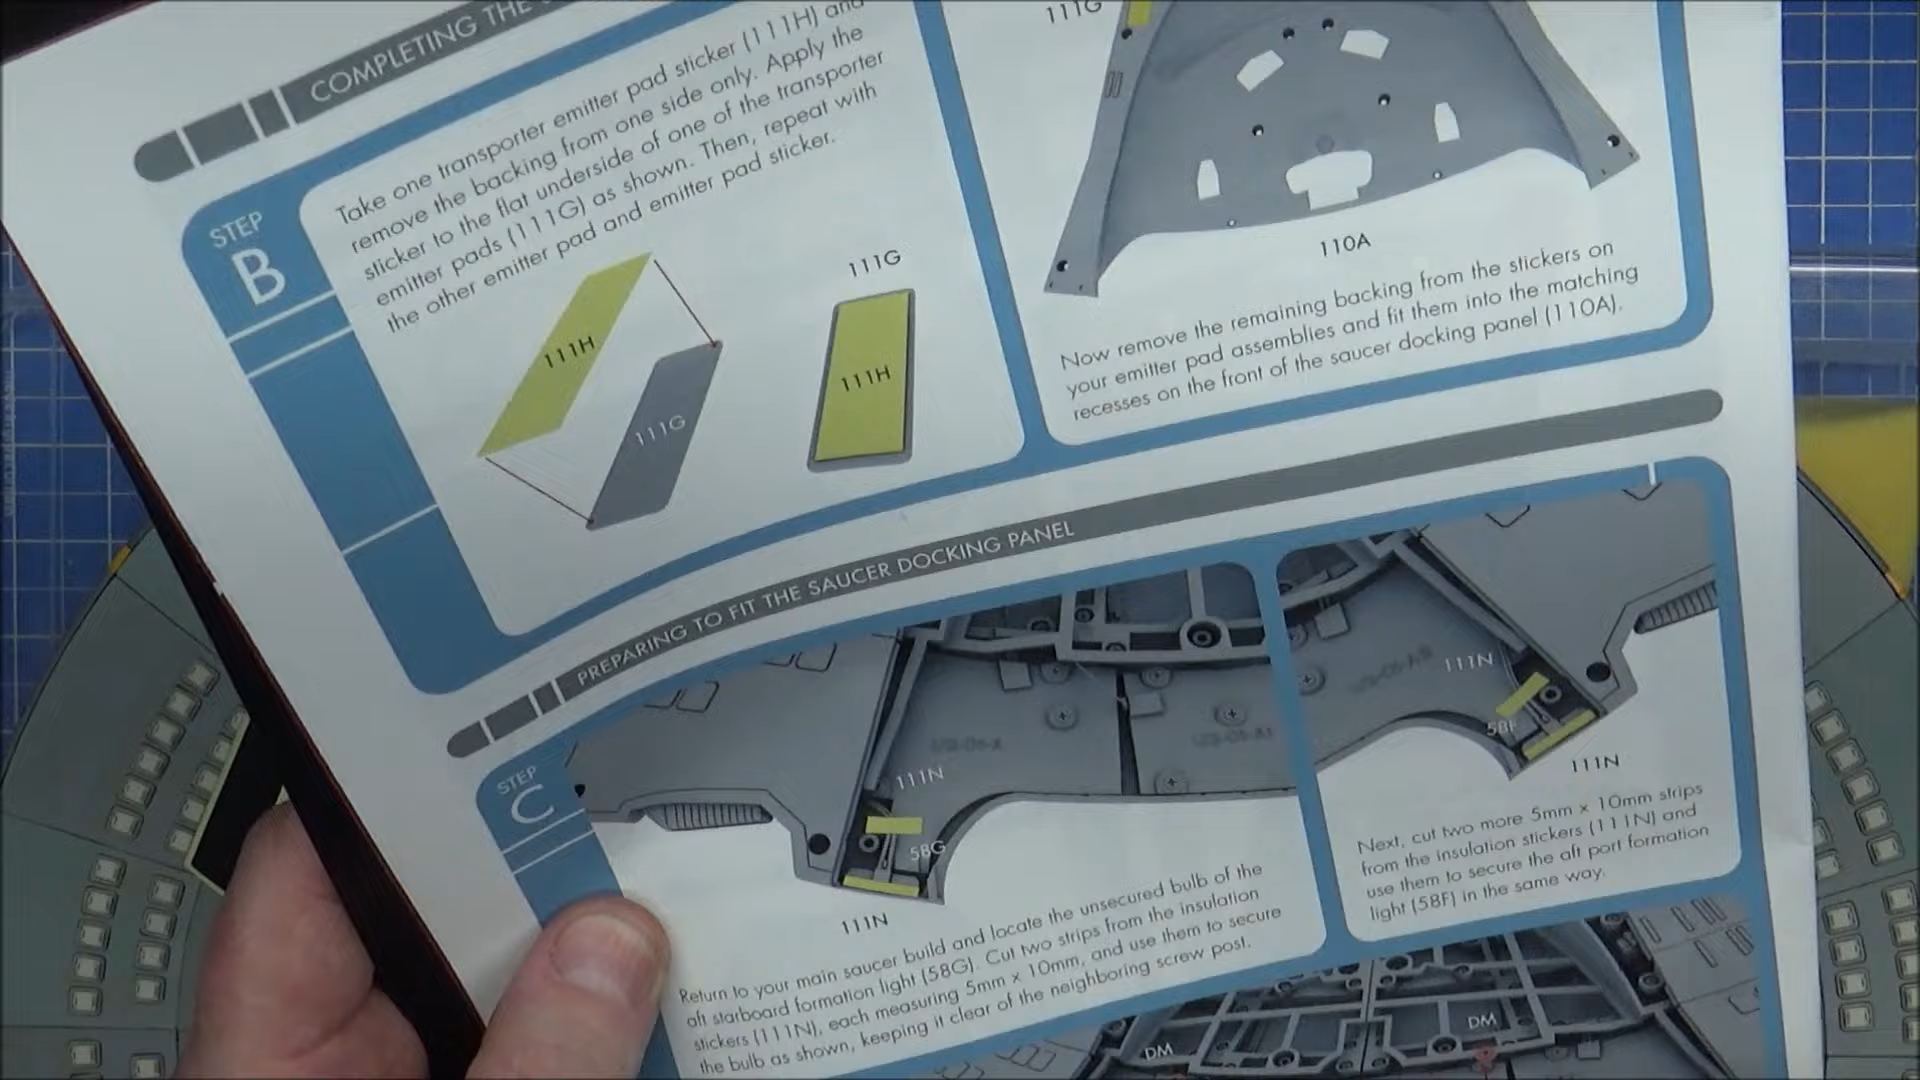 COMPLETING THE
STEP
B
Take one transporter emitter pad sticker (111H) and
remove the backing from one side only. Apply the
sticker to the flat underside of one of the transporter
emitter pads (111G) as shown. Then, repeat with
the other emitter pad and emitter pad sticker.
111H
111G
111G
111H
111G
110A
Now remove the remaining backing from the stickers on
your emitter pad assemblies and fit them into the matching
recesses on the front of the saucer docking panel (110A).
PREPARING TO FIT THE SAUCER DOCKING PANEL
STEP
C
111N
58G
111N
Return to your main saucer build and locate the unsecured bulb of the
aft starboard formation light (58G). Cut two strips from the insulation
stickers (111N), each measuring 5mm x 10mm, and use them to secure
the bulb as shown, keeping it clear of the neighboring screw post.
111N
58F
111N
Next, cut two more 5mm x 10mm strips
from the insulation stickers (111N) and
use them to secure the aft port formation
light (58F) in the same way.
DM
DM